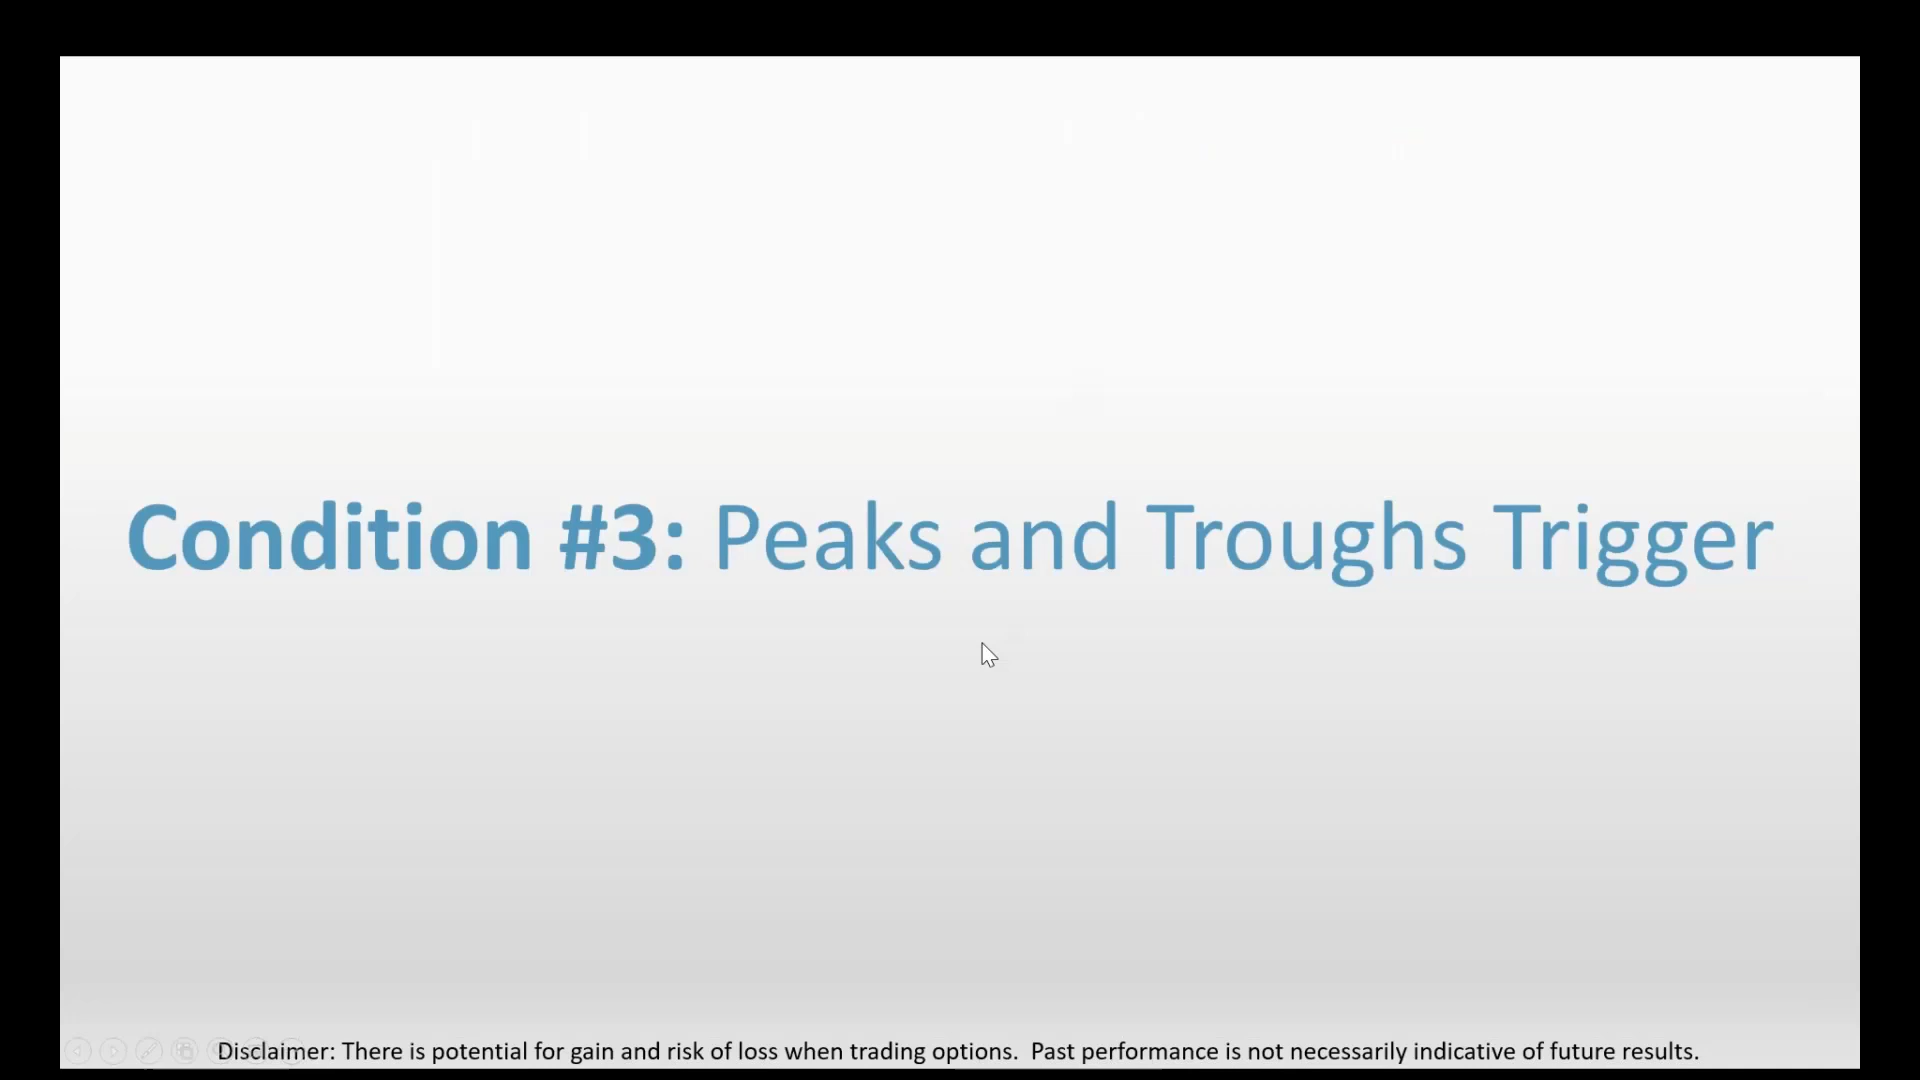 Condition #3: Peaks and Troughs Trigger
Disclaimer: There is potential for gain and risk of loss when trading options.  Past performance is not necessarily indicative of future results.